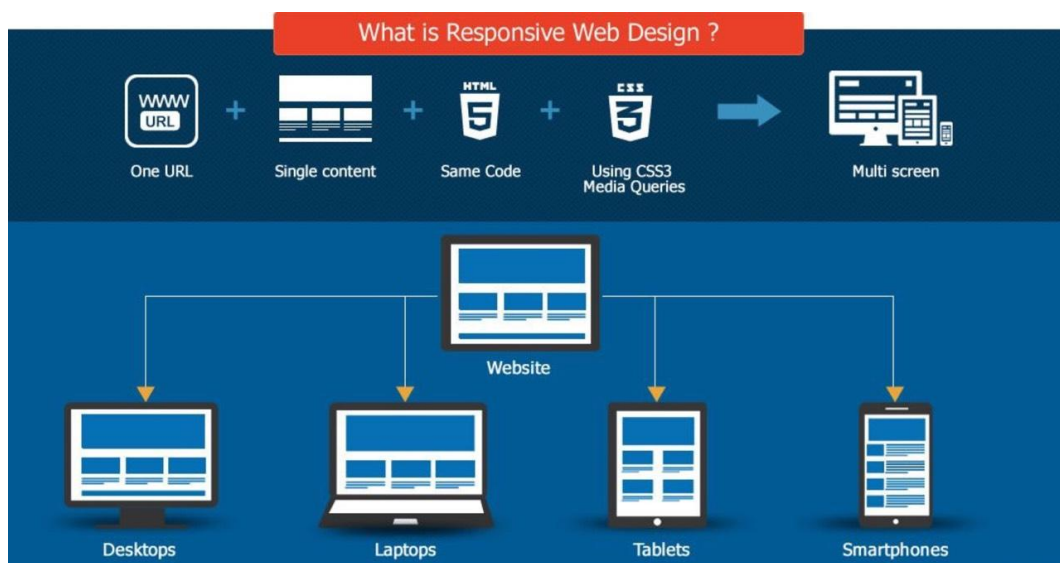 What is Responsive Web Design ?
WWW
URL
HTML
5
CSS
3
One URL
Single content
Same Code
Using CSS3
Media Queries
Multi screen
Website
Desktops
Laptops
Tablets
Smartphones